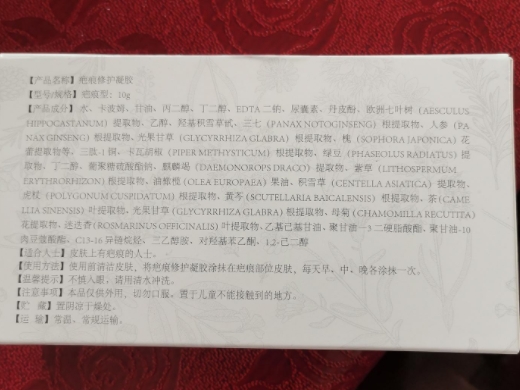 【产品名称】疤痕修护凝胶
【型号/规格】疤痕型：10g
【产品成分】水、卡波姆、甘油、丙二醇、丁二醇、EDTA二钠、尿囊素、丹皮酚、欧洲七叶树（AESCULUS
HIPPOCASTANUM）提取物、乙醇、羟基积雪草甙、三七（PANAX NOTOGINSENG）根提取物、人参（PA
NAX GINSENG）根提取物、光果甘草（GLYCYRRHIZA GLABRA）根提取物、槐（SOPHORA JAPONICA）花
蕾提取物等、三肽-1铜、卡瓦胡椒（PIPER METHYSTICUM）根提取物、绿豆（PHASEOLUS RADIATUS）提
取物、丁二醇、葡聚糖硫酸酯钠、麒麟竭（DAEMONOROPS DRACO）提取物、紫草（LITHOSPERMUM
ERYTHRORHIZON）根提取物、油橄榄（OLEA EUROPAEA）果油、积雪草（CENTELLA ASIATICA）提取物、
虎杖（POLYGONUM CUSPIDATUM）根提取物、黄芩（SCUTELLARIA BAICALENSIS）根提取物、茶（CAME
LLIA SINENSIS）叶提取物、光果甘草（GLYCYRRHIZA GLABRA）根提取物、母菊（CHAMOMILLA RECUTITA）
花提取物、迷迭香（ROSMARINUS OFFICINALIS）叶提取物、乙基己基甘油、聚甘油-3二硬脂酸酯、聚甘油-10
肉豆蔻酸酯、C13-16异链烷烃、三乙醇胺、对羟基苯乙酮、1,2-己二醇
【适合人士】皮肤上有疤痕的人士。
【使用方法】使用前清洁皮肤，将疤痕修护凝胶涂抹在疤痕部位皮肤，每天早、中、晚各涂抹一次。
【温馨提示】不慎入眼，请用清水冲洗。
【注意事项】本品仅供外用，切勿口服，置于儿童不能接触到的地方。
【贮 藏】置阴凉干燥处。
【运 输】常温、常规运输。